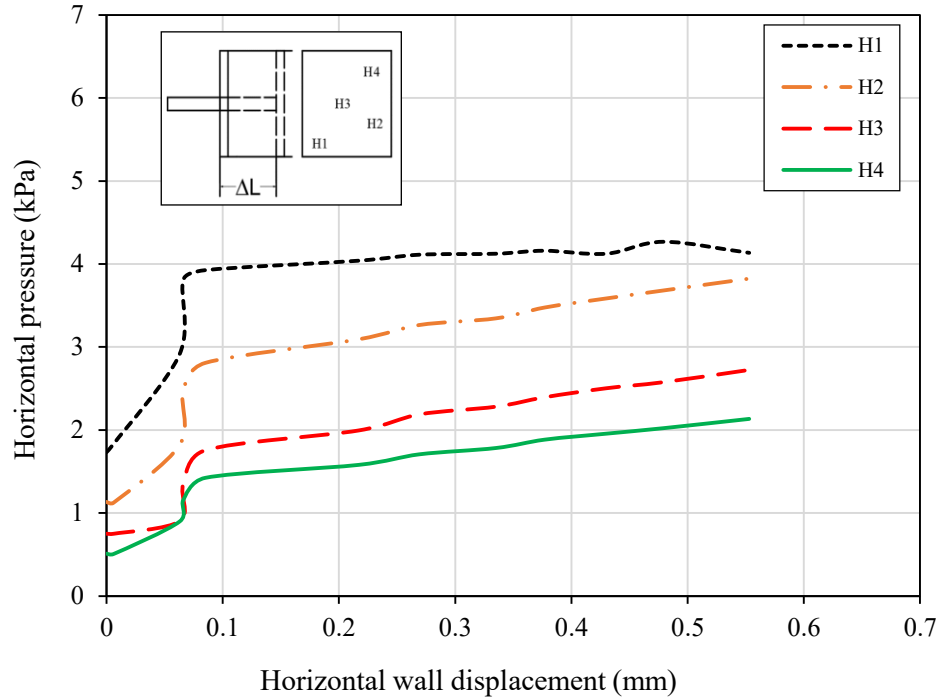 7
6
5
4
3
2
1
0
Horizontal pressure (kPa)
H4
H3
H2
H1
ΔL
H1
H2
H3
H4
0 0.1 0.2 0.3 0.4 0.5 0.6 0.7
Horizontal wall displacement (mm)